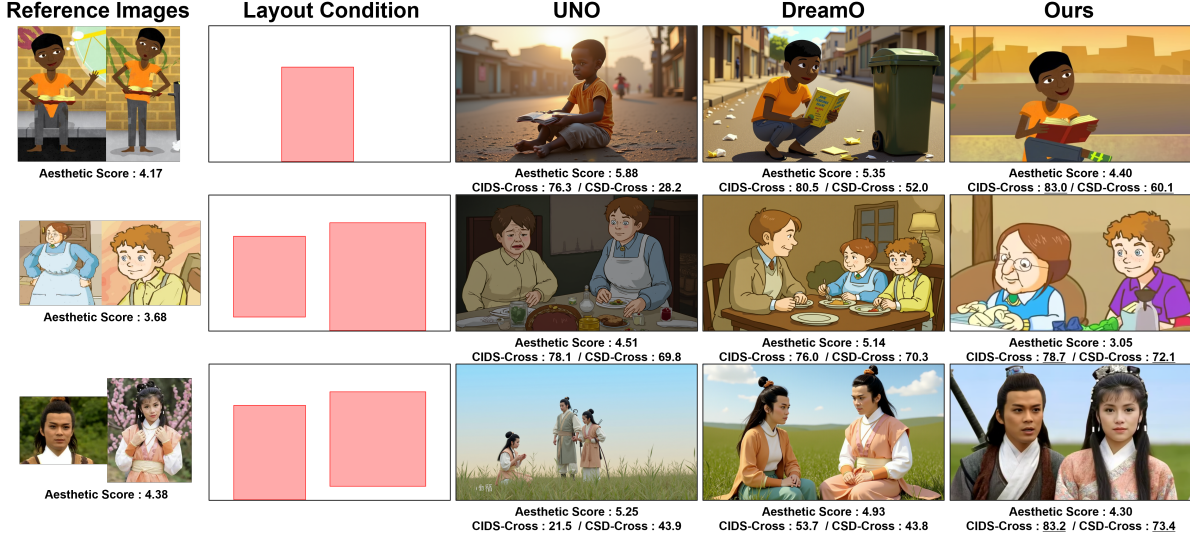 Reference Images
Layout Condition
UNO
DreamO
Ours
Aesthetic Score : 4.17
Aesthetic Score : 5.88
CIDS-Cross : 76.3 / CSD-Cross : 28.2
Aesthetic Score : 5.35
CIDS-Cross : 80.5 / CSD-Cross : 52.0
Aesthetic Score : 4.40
CIDS-Cross : 83.0 / CSD-Cross : 60.1
Aesthetic Score : 3.68
Aesthetic Score : 4.51
CIDS-Cross : 78.1 / CSD-Cross : 69.8
Aesthetic Score : 5.14
CIDS-Cross : 76.0 / CSD-Cross : 70.3
Aesthetic Score : 3.05
CIDS-Cross : 78.7 / CSD-Cross : 72.1
Aesthetic Score : 4.38
Aesthetic Score : 5.25
CIDS-Cross : 21.5 / CSD-Cross : 43.9
Aesthetic Score : 4.93
CIDS-Cross : 53.7 / CSD-Cross : 43.8
Aesthetic Score : 4.30
CIDS-Cross : 83.2 / CSD-Cross : 73.4